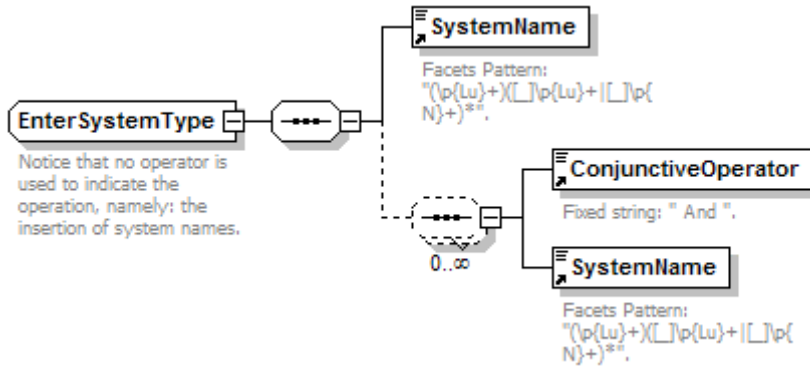 SystemName
Facets Pattern:
"(\p{Lu}+)([_]\p{Lu}+|[_]\p{
N}+)*".
EnterSystemType
Notice that no operator is
used to indicate the
operation, namely: the
insertion of system names.
ConjunctiveOperator
Fixed string: " And ".
0..∞
SystemName
Facets Pattern:
"(\p{Lu}+)([_]\p{Lu}+|[_]\p{
N}+)*".